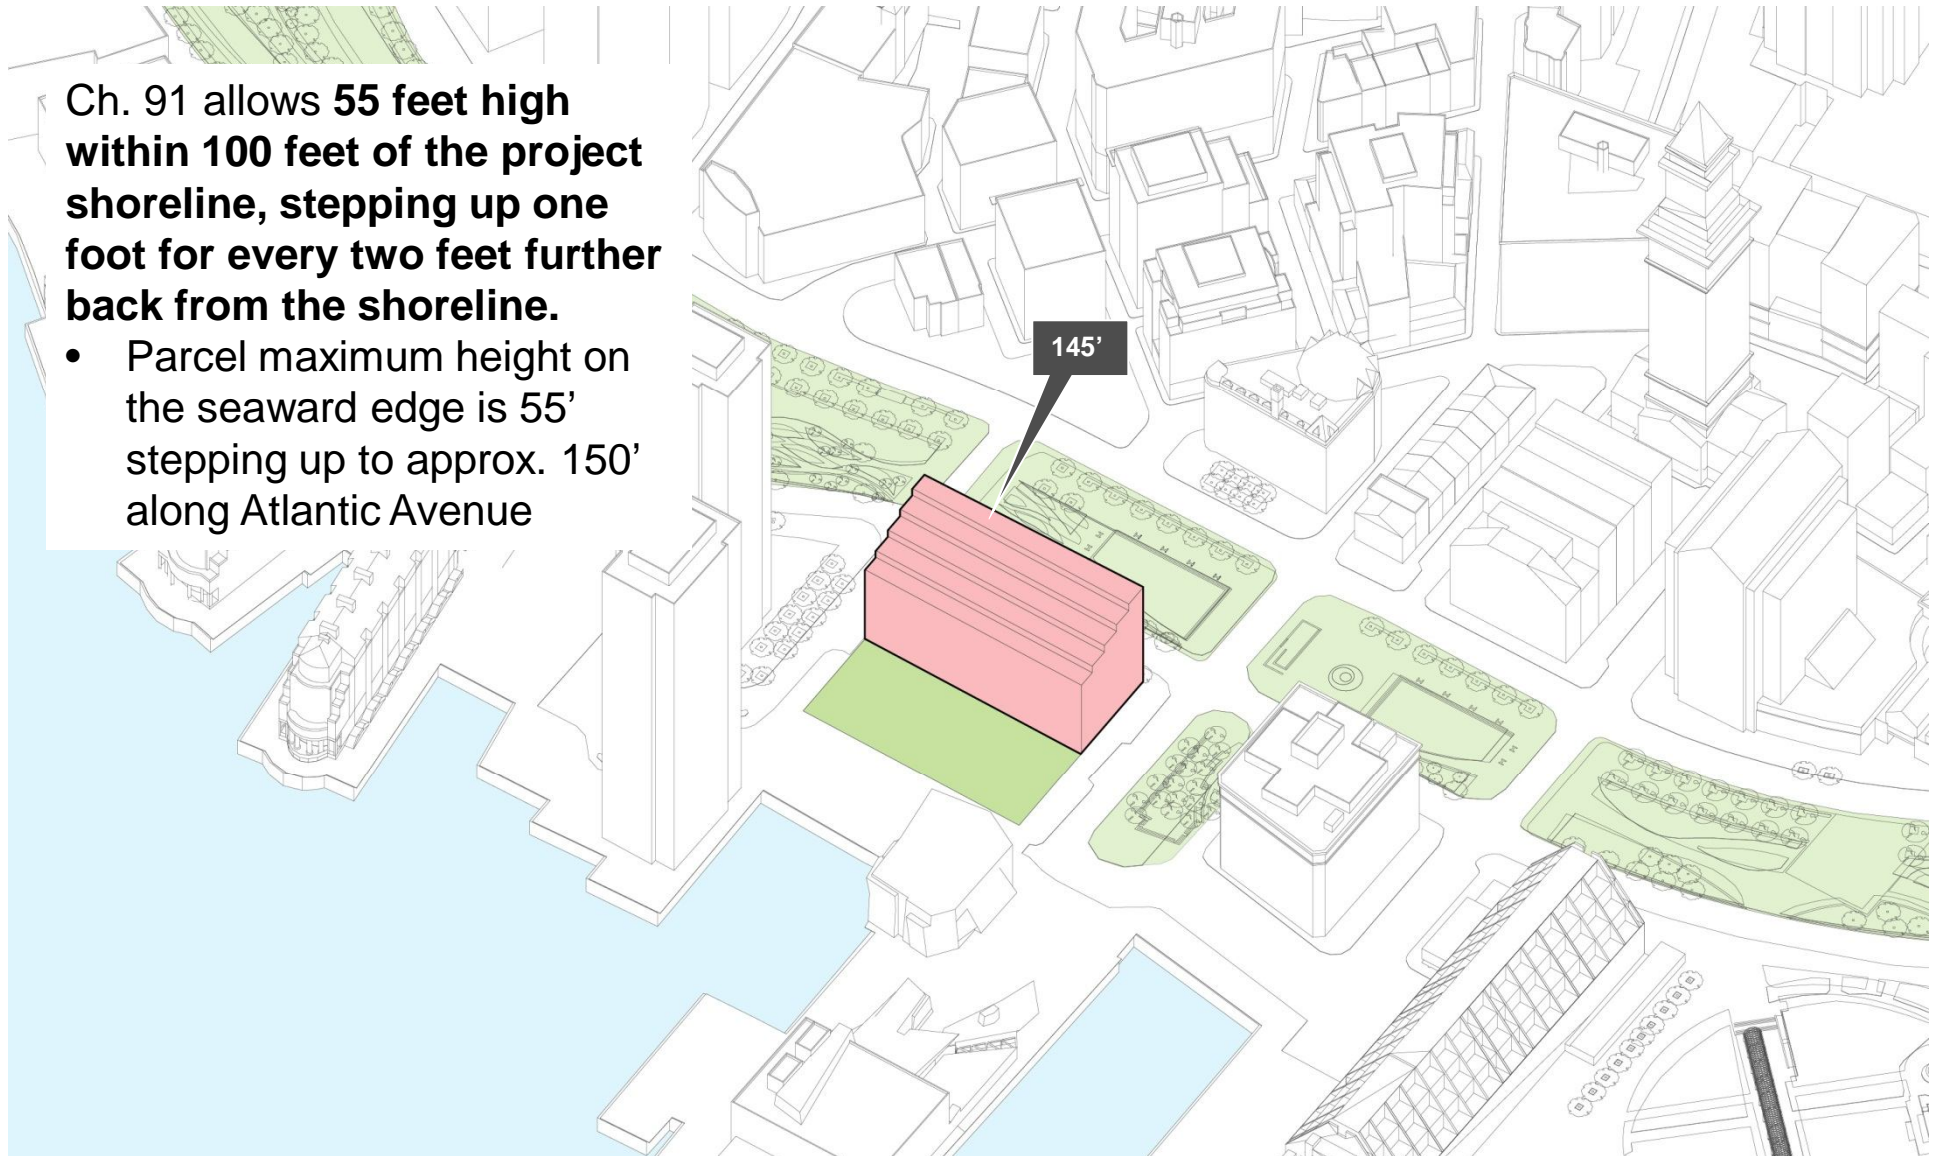 Ch. 91 allows 55 feet high
within 100 feet of the project
shoreline, stepping up one
foot for every two feet further
back from the shoreline.
• Parcel maximum height on
the seaward edge is 55’
stepping up to approx. 150’
along Atlantic Avenue
145’